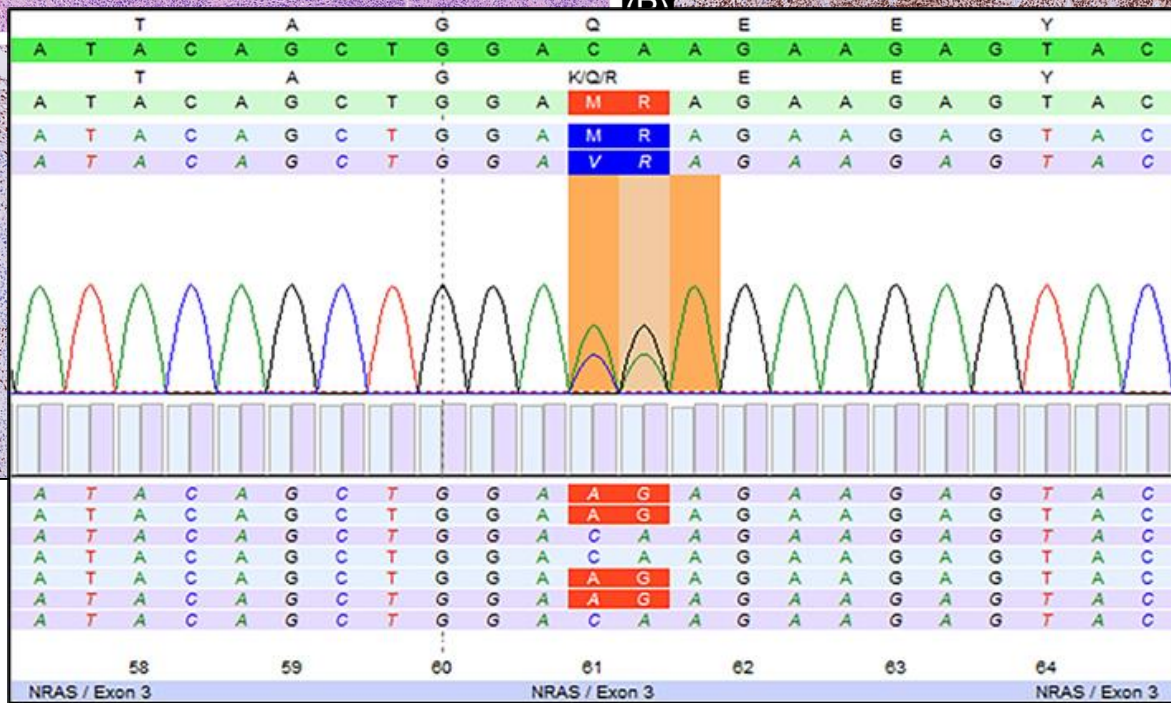 (B)
T A G Q E E Y
A T A C A G C T G G A C A A G A A G A G T A C
T A G K/Q/R E E Y
A T A C A G C T G G A M R A G A A G A G T A C
A T A C A G C T G G A M R A G A A G A G T A C
A T A C A G C T G G A V R A G A A G A G T A C
A T A C A G C T G G A A G A G A A G A G T A C
A T A C A G C T G G A A G A G A A G A G T A C
A T A C A G C T G G A C A A G A A G A G T A C
A T A C A G C T G G A C A A G A A G A G T A C
A T A C A G C T G G A A G A G A A G A G T A C
A T A C A G C T G G A A G A G A A G A G T A C
A T A C A G C T G G A C A A G A A G A G T A C
58 59 60 61 62 63 64
NRAS / Exon 3 NRAS / Exon 3 NRAS / Exon 3